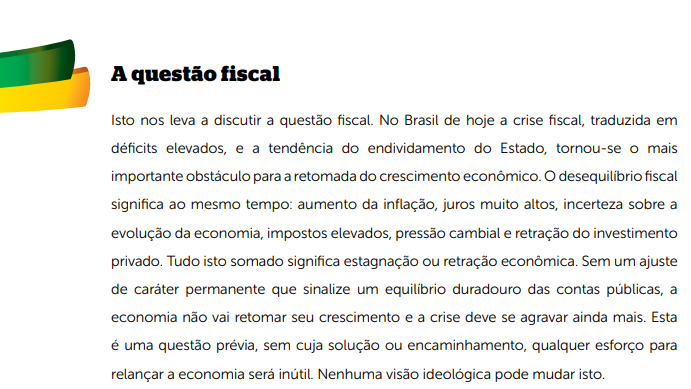 A questão fiscal
Isto nos leva a discutir a questão fiscal. No Brasil de hoje a crise fiscal, traduzida em
déficits elevados, e a tendência do endividamento do Estado, tornou-se o mais
importante obstáculo para a retomada do crescimento econômico. O desequilíbrio fiscal
significa ao mesmo tempo: aumento da inflação, juros muito altos, incerteza sobre a
evolução da economia, impostos elevados, pressão cambial e retração do investimento
privado. Tudo isto somado significa estagnação ou retração econômica. Sem um ajuste
de caráter permanente que sinalize um equilíbrio duradouro das contas públicas, a
economia não vai retomar seu crescimento e a crise deve se agravar ainda mais. Esta
é uma questão prévia, sem cuja solução ou encaminhamento, qualquer esforço para
relançar a economia será inútil. Nenhuma visão ideológica pode mudar isto.